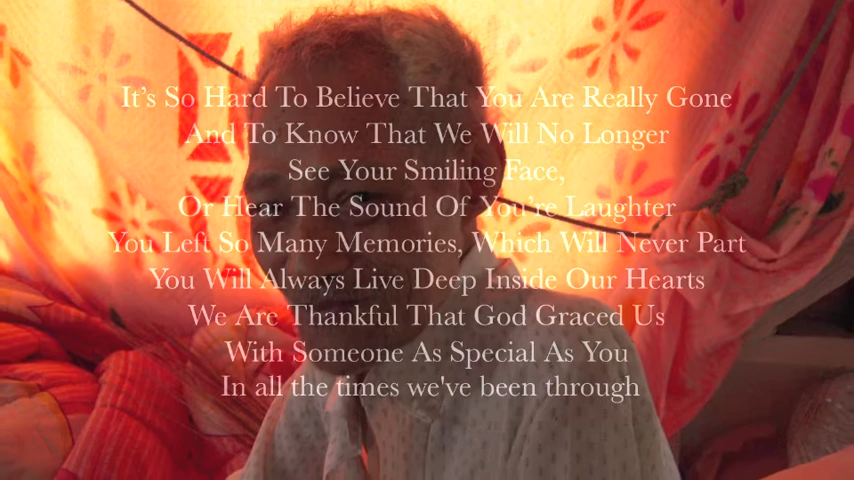 It's So Hard To Believe That You Are Really Gone
And To Know That We Will No Longer
See Your Smiling Face,
Or Hear The Sound Of You're Laughter
You Left So Many Memories, Which Will Never Part
You Will Always Live Deep Inside Our Hearts
We Are Thankful That God Graced Us
With Someone As Special As You
In all the times we've been through